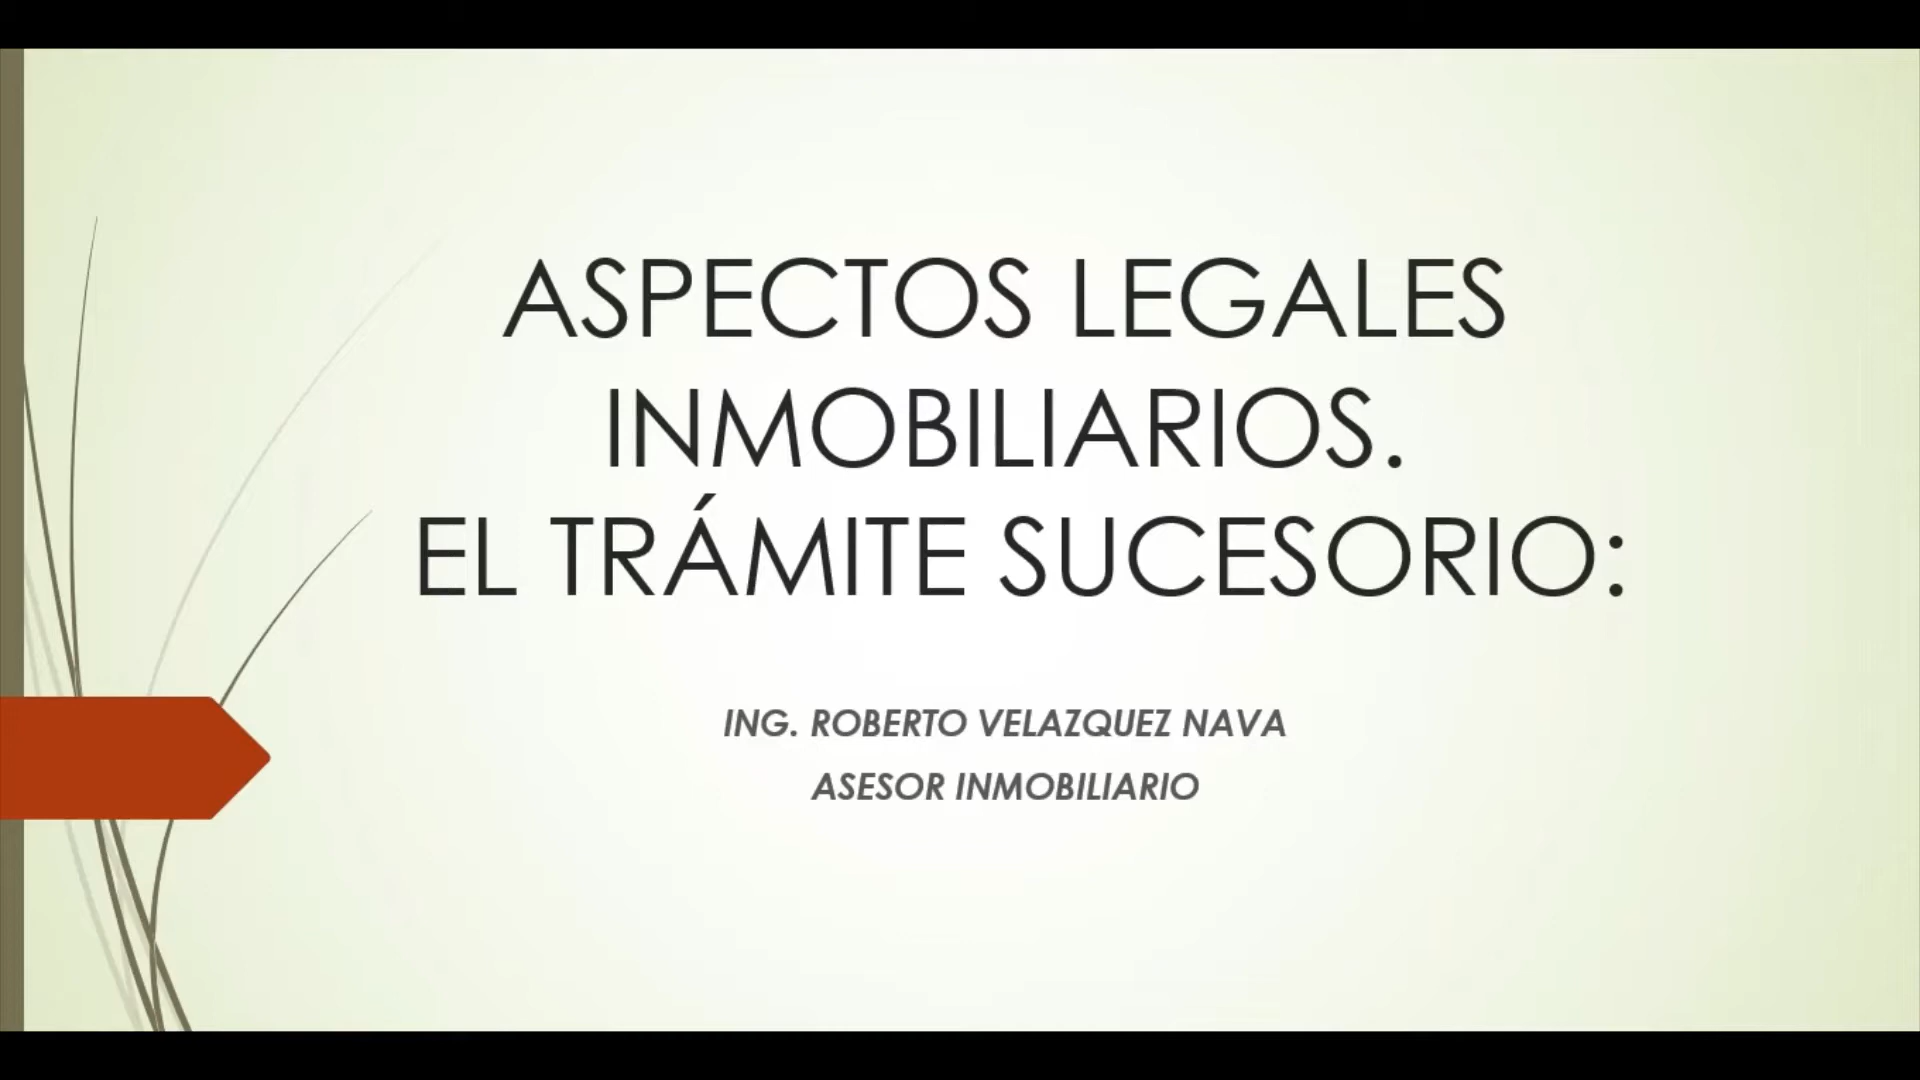 ASPECTOS LEGALES
INMOBILIARIOS.
EL TRÁMITE SUCESORIO:
ING. ROBERTO VELAZQUEZ NAVA
ASESOR INMOBILIARIO